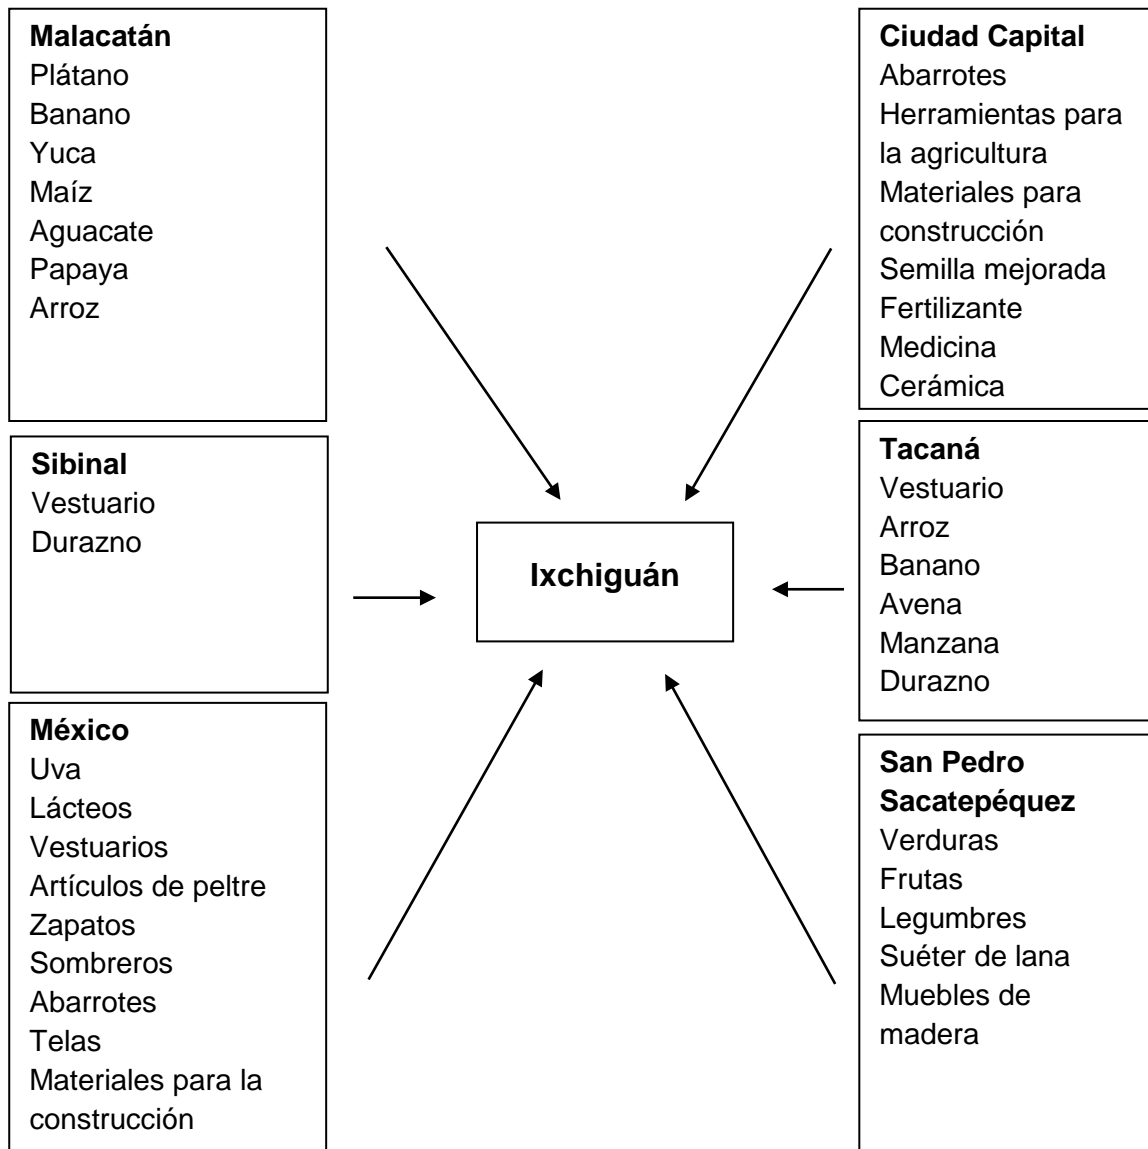 Malacatán
Plátano
Banano
Yuca
Maíz
Aguacate
Papaya
Arroz
Sibinal
Vestuario
Durazno
México
Uva
Lácteos
Vestuarios
Artículos de peltre
Zapatos
Sombreros
Abarrotes
Telas
Materiales para la
construcción
Ixchiguán
Ciudad Capital
Abarrotes
Herramientas para
la agricultura
Materiales para
construcción
Semilla mejorada
Fertilizante
Medicina
Cerámica
Tacaná
Vestuario
Arroz
Banano
Avena
Manzana
Durazno
San Pedro
Sacatepéquez
Verduras
Frutas
Legumbres
Suéter de lana
Muebles de
madera